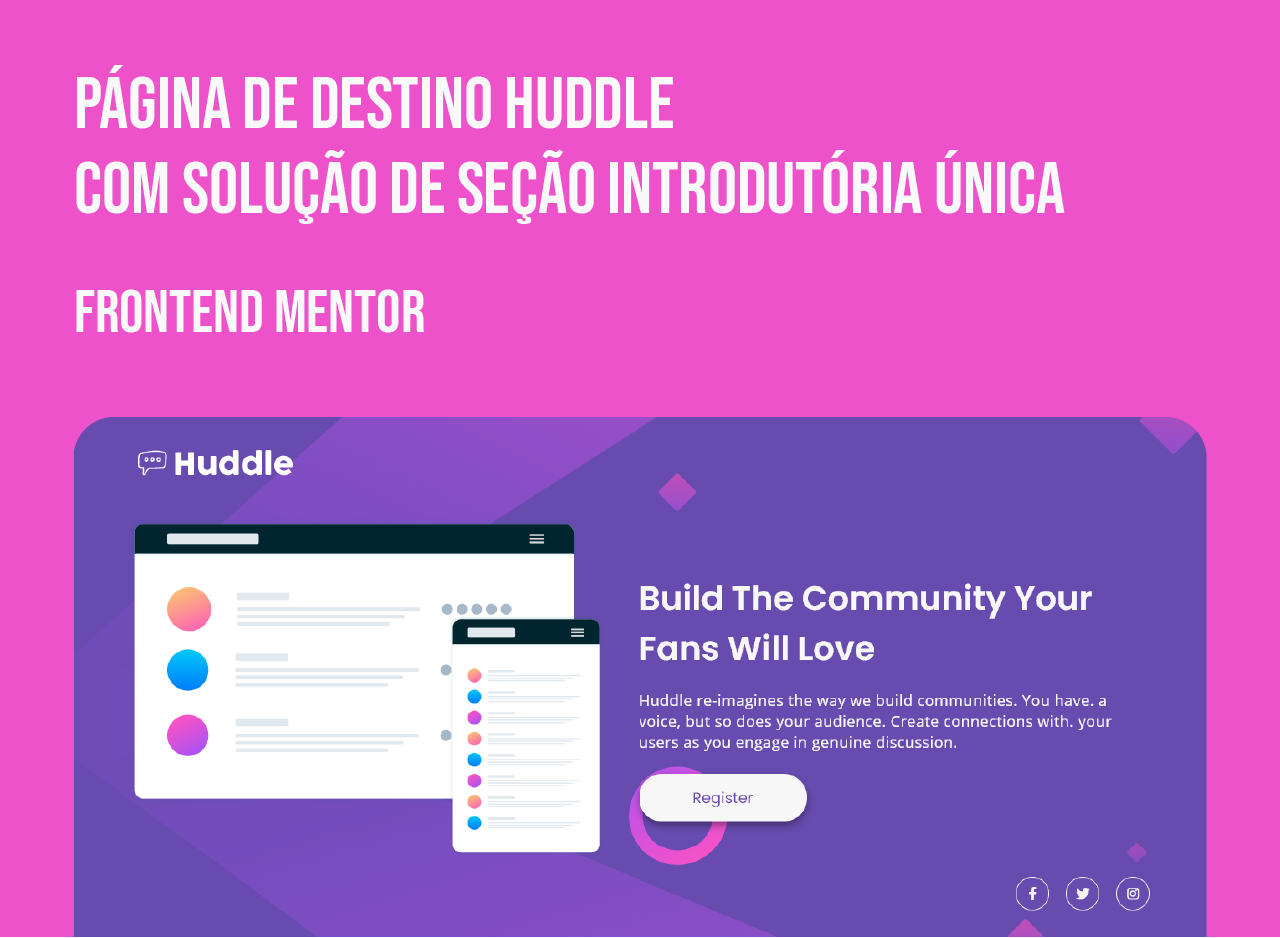 PÁGINA DE DESTINO HUDDLE
COM SOLUÇÃO DE SEÇÃO INTRODUTÓRIA ÚNICA
FRONTEND MENTOR
Huddle
Build The Community Your
Fans Will Love
Huddle re-imagines the way we build communities. You have. a
voice, but so does your audience. Create connections with. your
users as you engage in genuine discussion.
Register